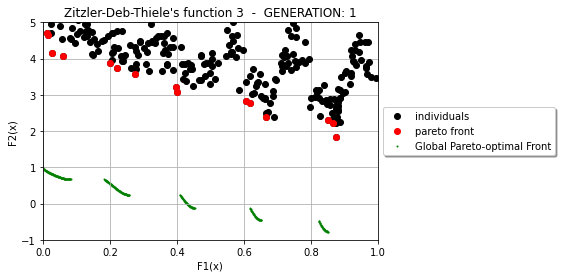 Zitzler-Deb-Thiele's function 3 - GENERATION: 1
5
4
3
2
1
0
−1
F2(x)
0.0 0.2 0.4 0.6 0.8 1.0
F1(x)
individuals
pareto front
Global Pareto-optimal Front